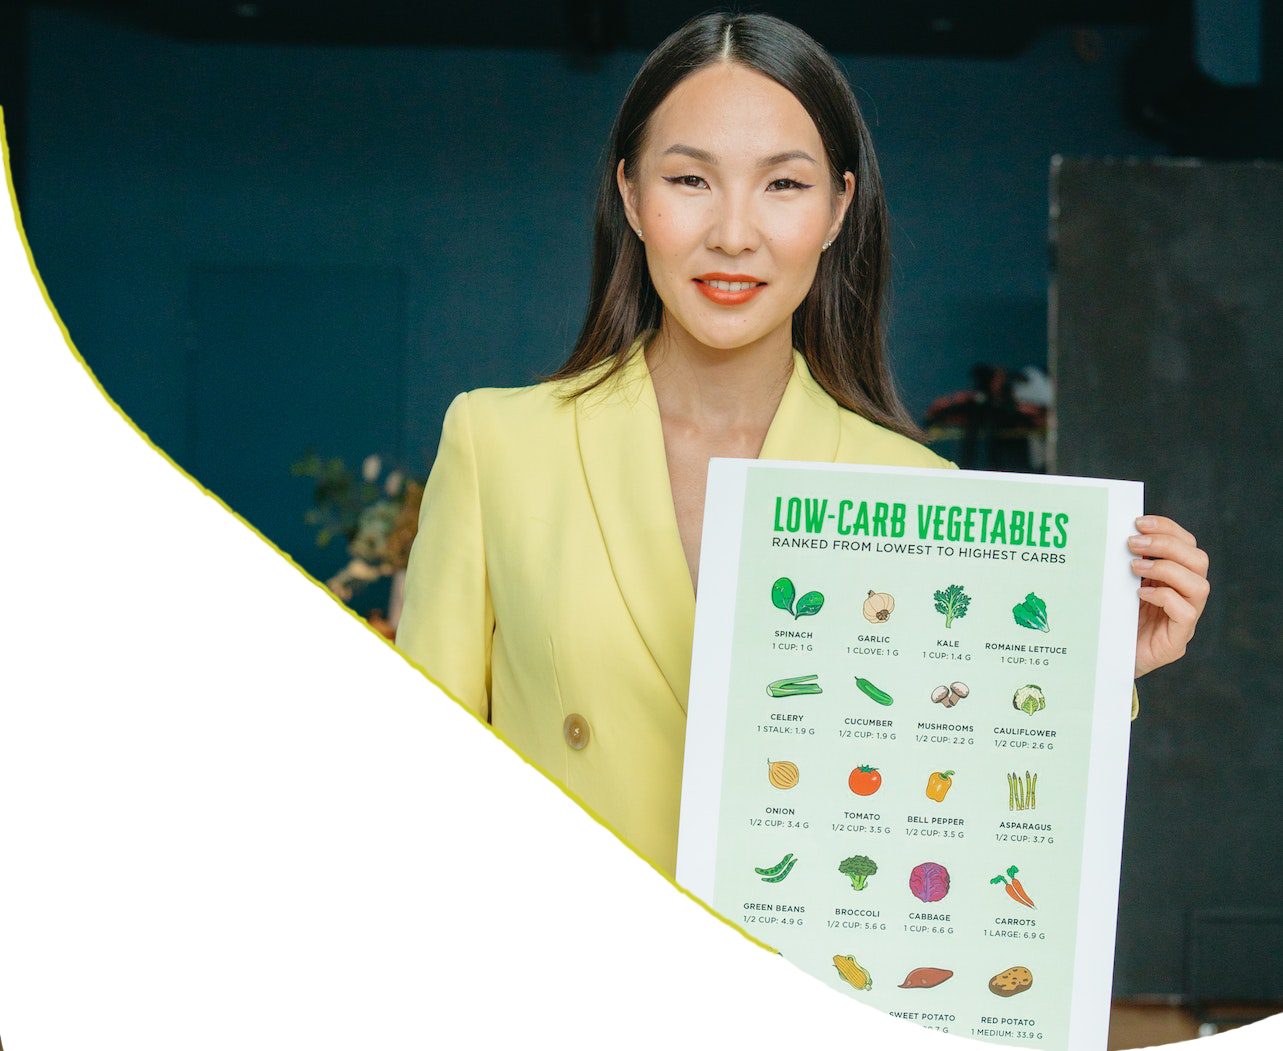 LOW-CARB VEGETABLES
RANKED FROM LOWEST TO HIGHEST CARBS
SPINACH
1 CUP: 1 G
GARLIC
1 CLOVE: 1 G
KALE
1 CUP: 1.4 G
ROMAINE LETTUCE
1 CUP: 1.6 G
CELERY
1 STALK: 1.9 G
CUCUMBER
1/2 CUP: 1.9 G
MUSHROOMS
1/2 CUP: 2.2 G
CAULIFLOWER
1/2 CUP: 2.6 G
ONION
1/2 CUP: 3.4 G
TOMATO
1/2 CUP: 3.5 G
BELL PEPPER
1/2 CUP: 3.5 G
ASPARAGUS
1/2 CUP: 3.7 G
GREEN BEANS
1/2 CUP: 4.9 G
BROCCOLI
1/2 CUP: 5.6 G
CABBAGE
1 CUP: 6.6 G
CARROTS
1 LARGE: 6.9 G
SWEET POTATO
G
RED POTATO
1 MEDIUM: 33.9 G